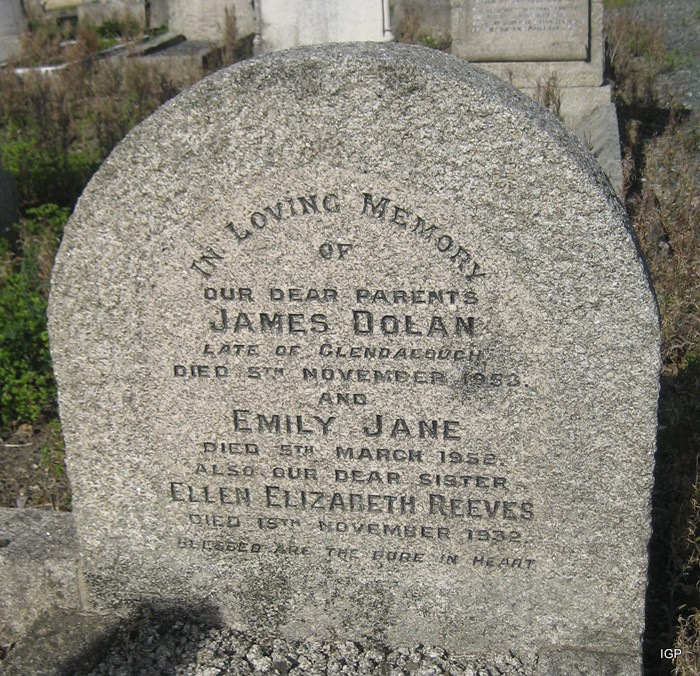 IN LOVING MEMORY
OF
OUR DEAR PARENTS
JAMES DOLAN
LATE OF GLENDALOUGH.
DIED 5TH NOVEMBER 1953.
AND
EMILY JANE
DIED 5TH MARCH 1952.
ALSO OUR DEAR SISTER
ELLEN ELIZABETH REEVES
DIED 15TH NOVEMBER 1932.
BLESSED ARE THE PURE IN HEART
IGP